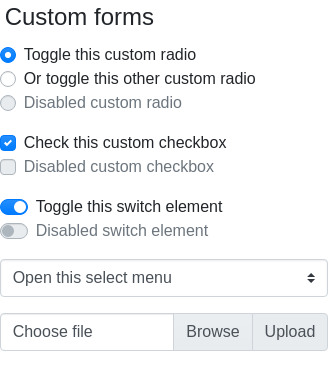 Custom forms
Toggle this custom radio
Or toggle this other custom radio
Disabled custom radio
Check this custom checkbox
Disabled custom checkbox
Toggle this switch element
Disabled switch element
Open this select menu
Choose file Browse Upload